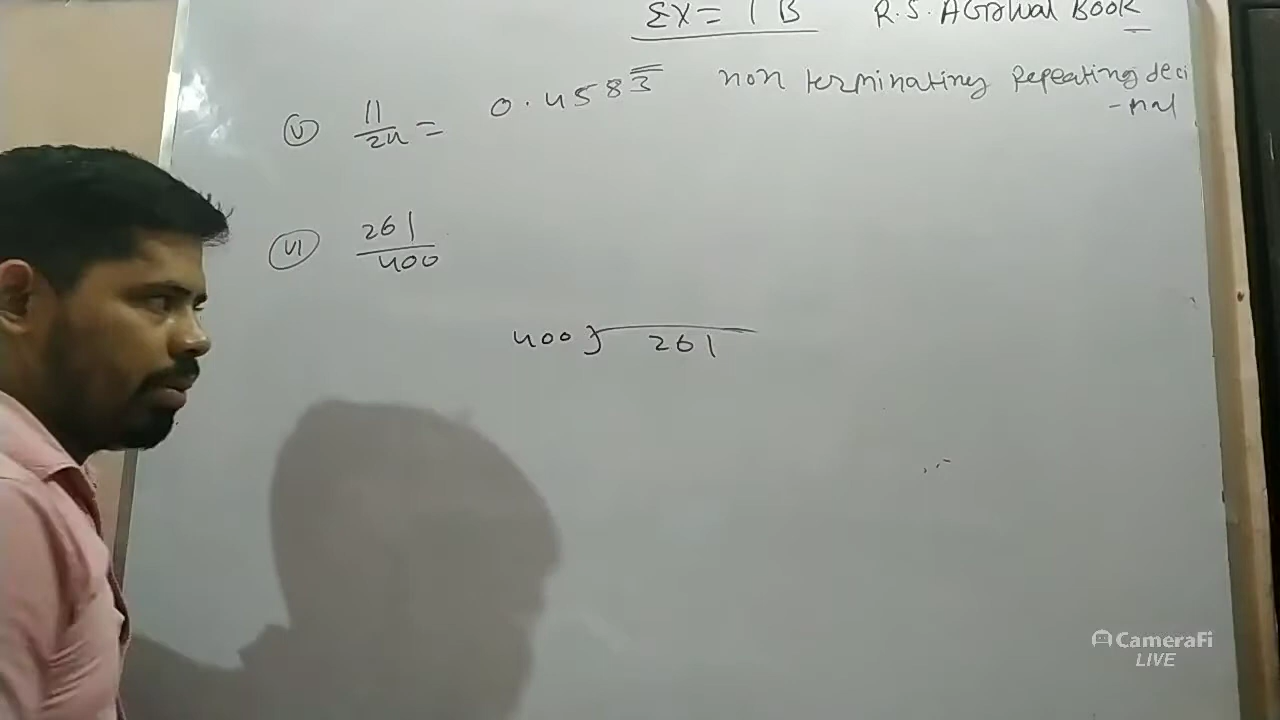 Ex = 1 B R.S. AGrawal Book
(v) 11/24 = 0.4583̅ non terminating repeating deci
-mal
(vi) 261/400
400) 261
CameraFi
LIVE